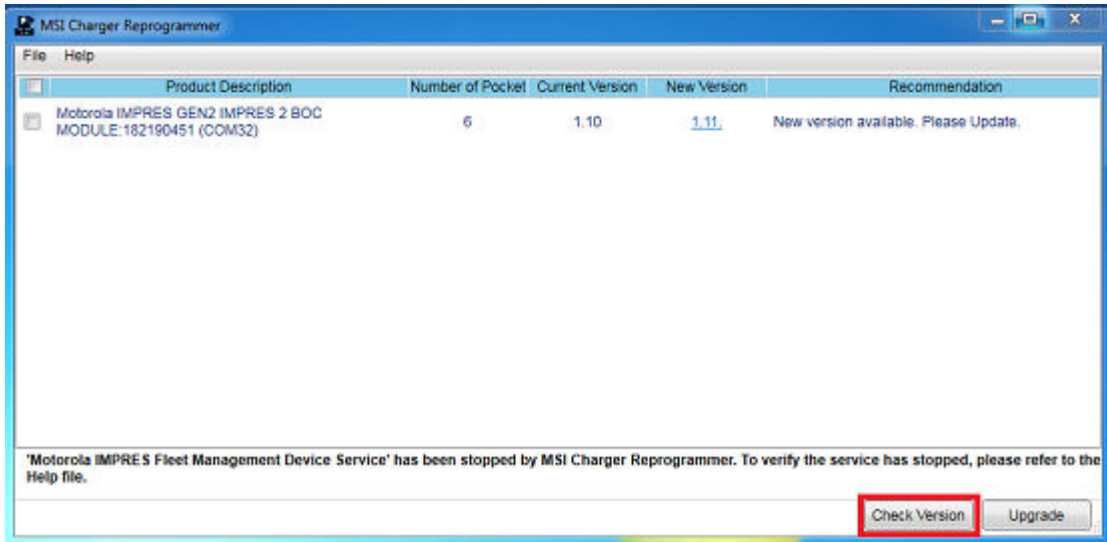 MSI Charger Reprogrammer
File Help
Product Description Number of Pocket Current Version New Version Recommendation
Motorola IMPRES GEN2 IMPRES 2 BOC
MODULE:182190451 (COM32) 6 1.10 1.11. New version available. Please Update.
'Motorola IMPRES Fleet Management Device Service' has been stopped by MSI Charger Reprogrammer. To verify the service has stopped, please refer to the
Help file.
Check Version Upgrade